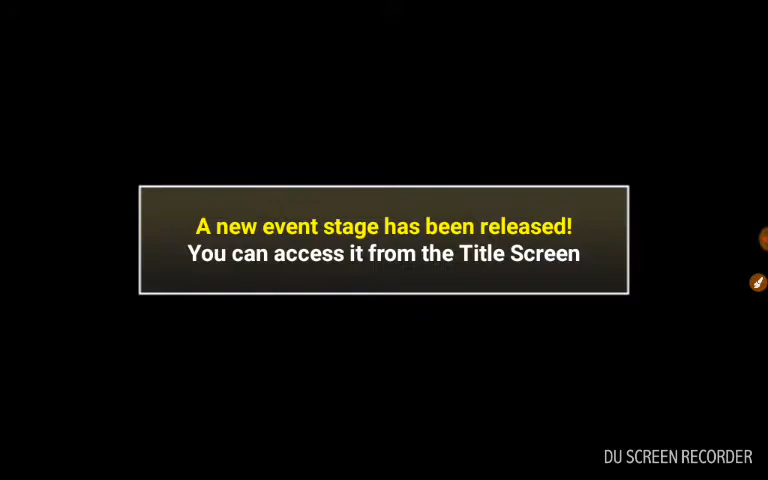 A new event stage has been released!
You can access it from the Title Screen
DU SCREEN RECORDER